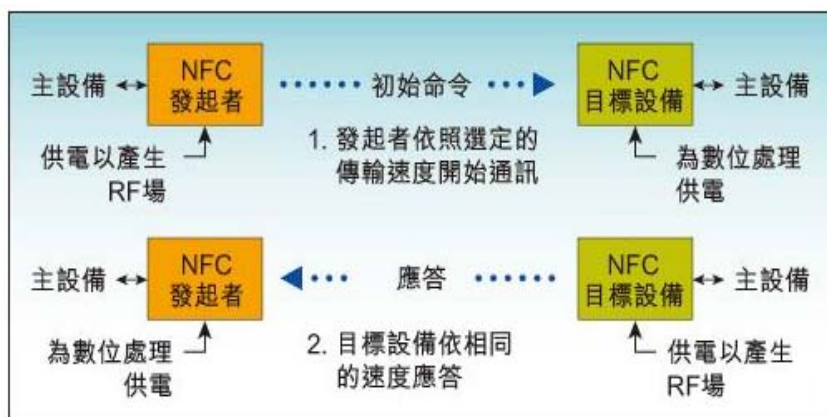 主設備
NFC
發起者
初始命令
NFC
目標設備
主設備
供電以產生
RF場
1. 發起者依照選定的
傳輸速度開始通訊
為數位處理
供電
主設備
NFC
發起者
應答
NFC
目標設備
主設備
為數位處理
供電
2. 目標設備依相同
的速度應答
供電以產生
RF場